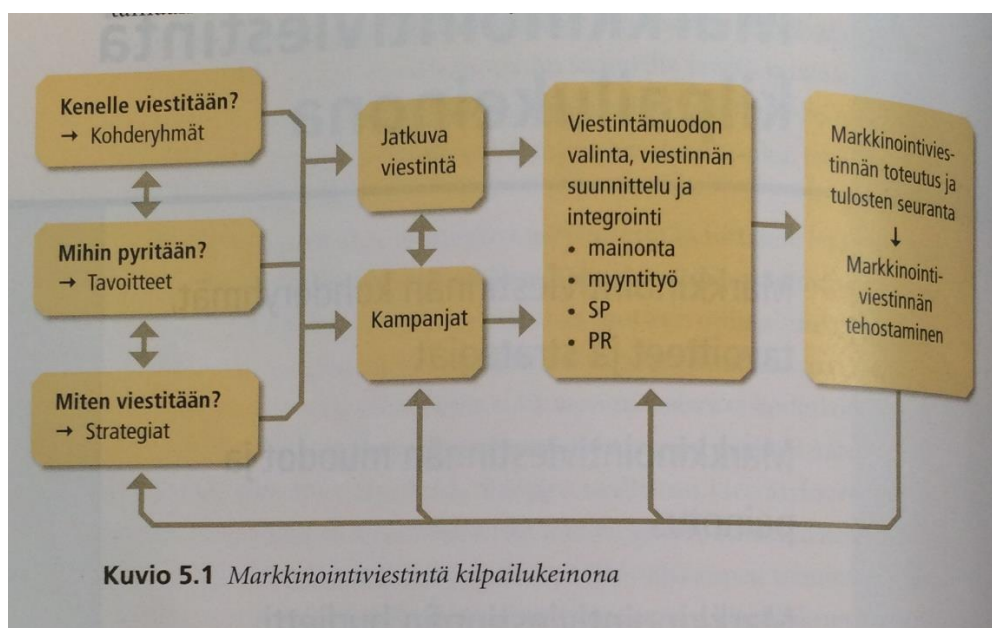 Kenelle viestitään?
→ Kohderyhmät
Mihin pyritään?
→ Tavoitteet
Miten viestitään?
→ Strategiat
Jatkuva
viestintä
Kampanjat
Viestintämuodon
valinta, viestinnän
suunnittelu ja
integrointi
• mainonta
• myyntityö
• SP
• PR
Markkinointivies-
tinnän toteutus ja
tulosten seuranta
↓
Markkinointi-
viestinnän
tehostaminen
Kuvio 5.1 Markkinointiviestintä kilpailukeinona